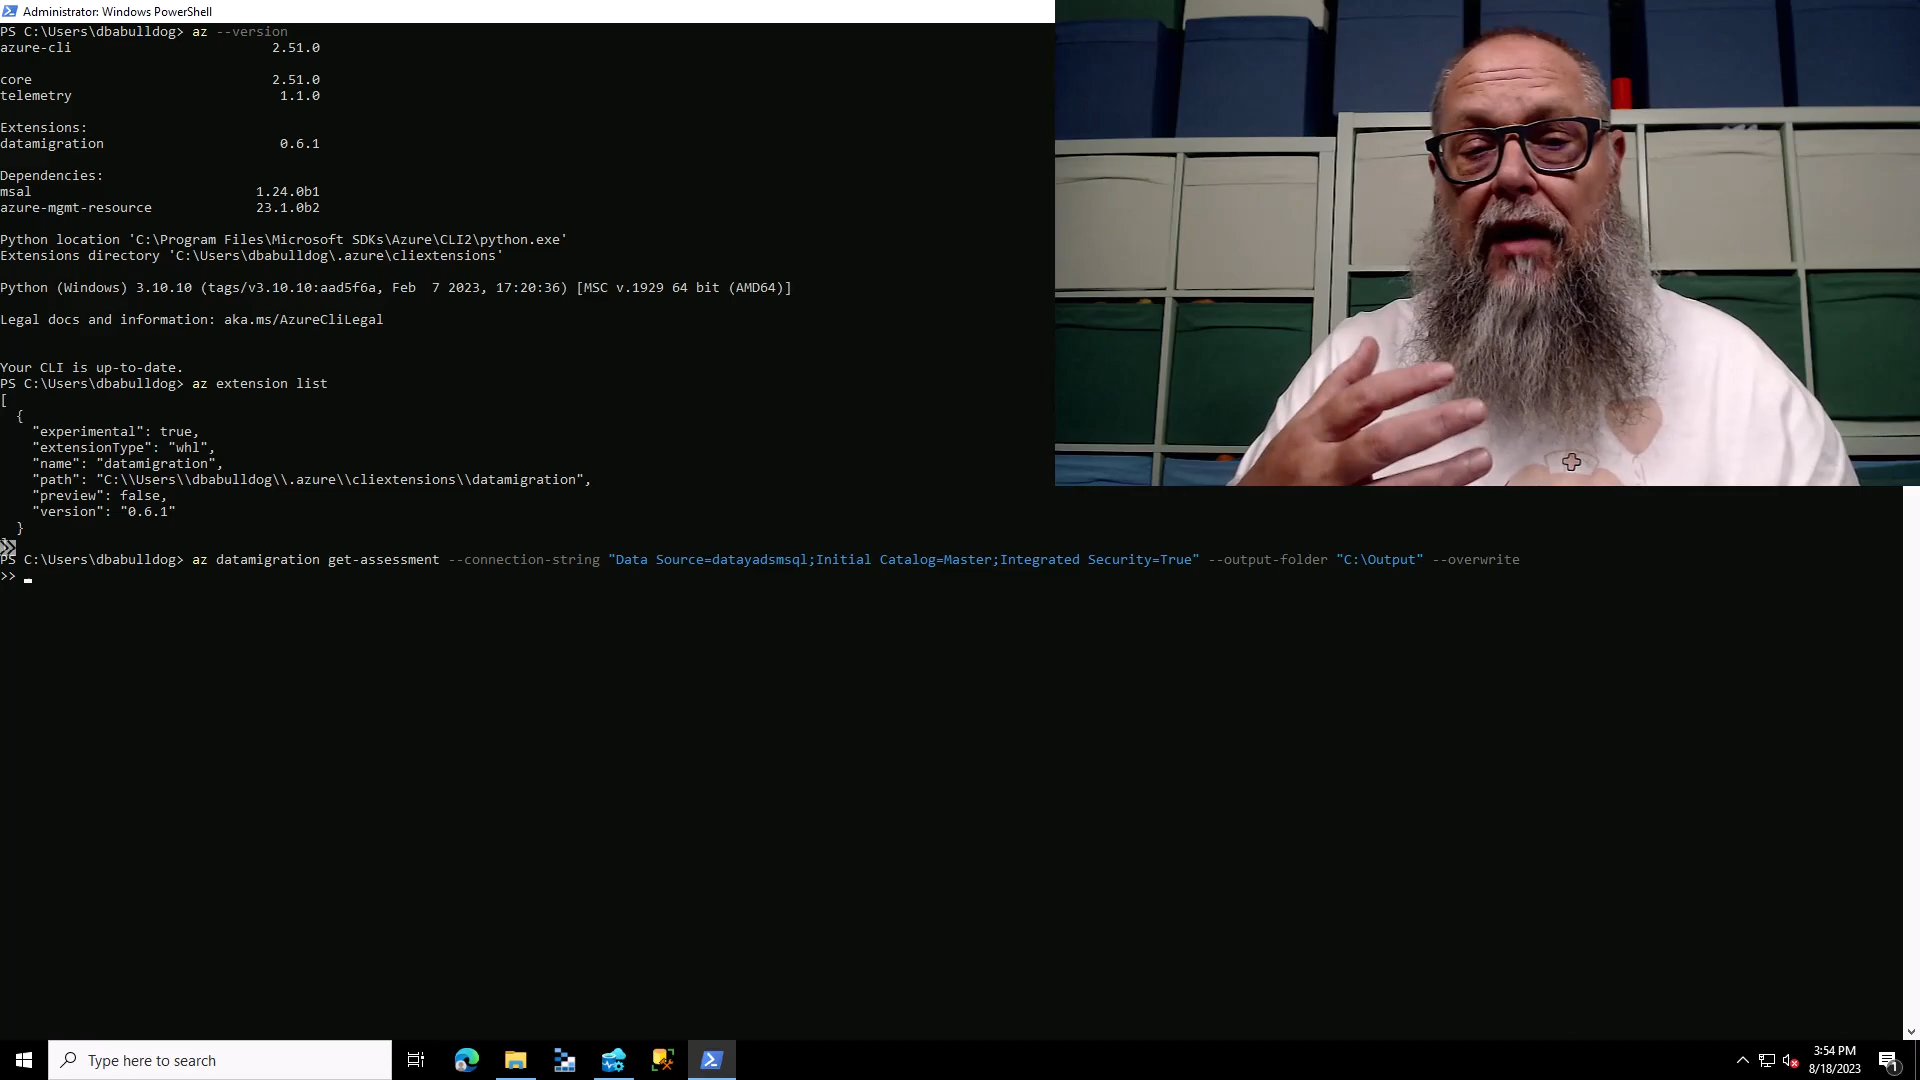 Administrator: Windows PowerShell
PS C:\Users\dbabulldog> az --version
azure-cli 2.51.0
core 2.51.0
telemetry 1.1.0
Extensions:
datamigration 0.6.1
Dependencies:
msal 1.24.0b1
azure-mgmt-resource 23.1.0b2
Python location 'C:\Program Files\Microsoft SDKs\Azure\CLI2\python.exe'
Extensions directory 'C:\Users\dbabulldog\.azure\cliextensions'
Python (Windows) 3.10.10 (tags/v3.10.10:aad5f6a, Feb  7 2023, 17:20:36) [MSC v.1929 64 bit (AMD64)]
Legal docs and information: aka.ms/AzureCliLegal
Your CLI is up-to-date.
PS C:\Users\dbabulldog> az extension list
[
{
"experimental": true,
"extensionType": "whl",
"name": "datamigration",
"path": "C:\\Users\\dbabulldog\\.azure\\cliextensions\\datamigration",
"preview": false,
"version": "0.6.1"
}
PS C:\Users\dbabulldog> az datamigration get-assessment --connection-string "Data Source=datayadsmsql;Initial Catalog=Master;Integrated Security=True" --output-folder "C:\Output" --overwrite
>>
Type here to search
3:54 PM
8/18/2023
1